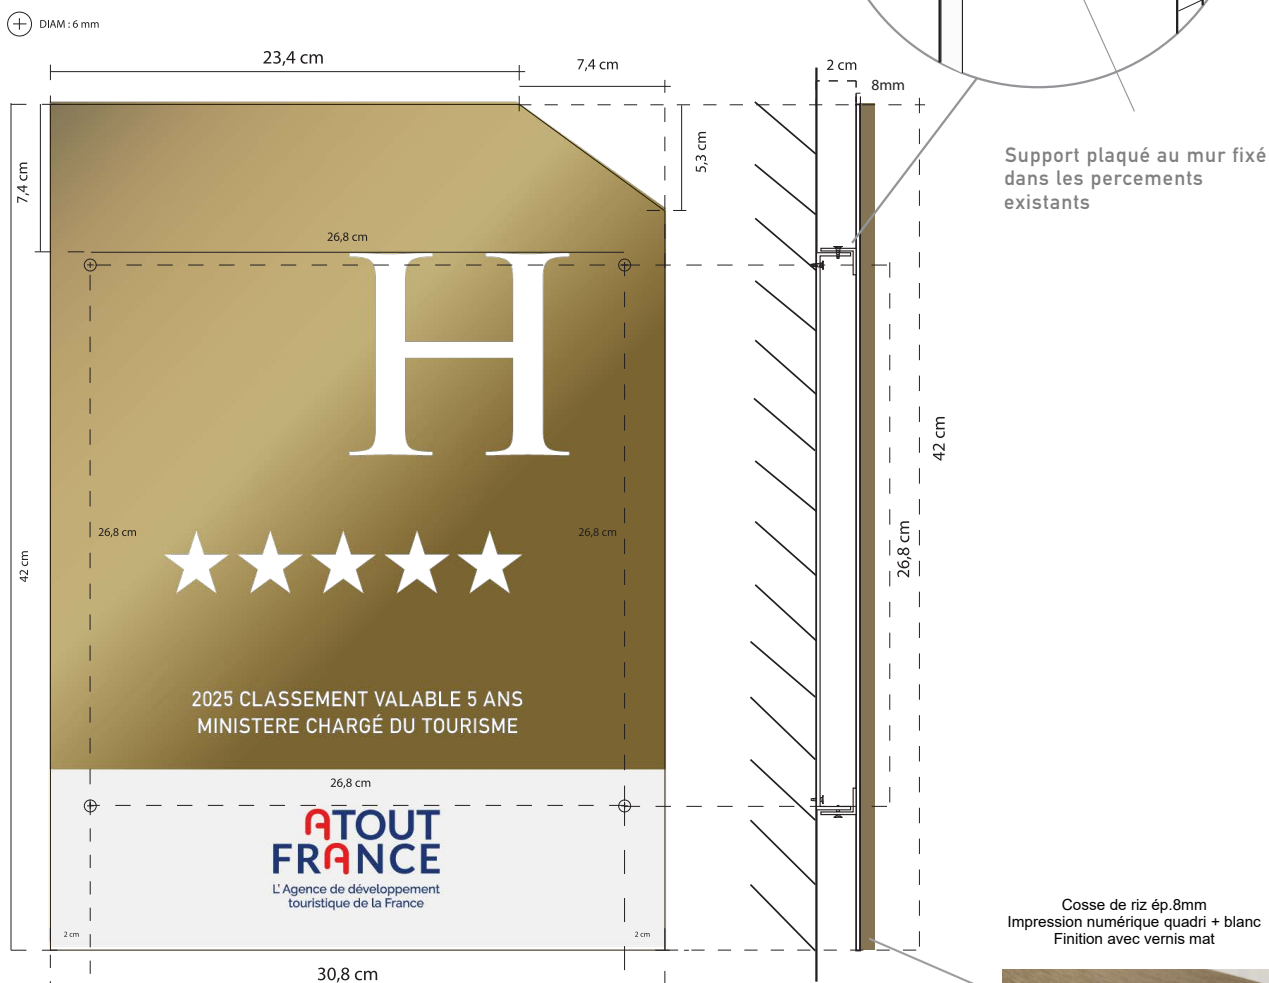 DIAM : 6 mm
23,4 cm
7,4 cm
2 cm
8mm
7,4 cm
5,3 cm
Support plaqué au mur fixé
dans les percements
existants
26,8 cm
H
42 cm
26,8 cm
26,8 cm
26,8 cm
42 cm
2025 CLASSEMENT VALABLE 5 ANS
MINISTERE CHARGÉ DU TOURISME
26,8 cm
ATOUT
FRANCE
L'Agence de développement
touristique de la France
2 cm
2 cm
30,8 cm
Cosse de riz ép.8mm
Impression numérique quadri + blanc
Finition avec vernis mat